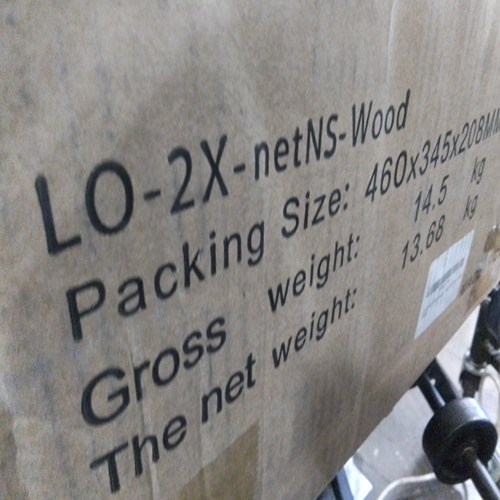 LO-2X-netNS-Wood
Packing Size: 460x345x208MM
Gross weight: 14.5 kg
The net weight: 13.68 kg